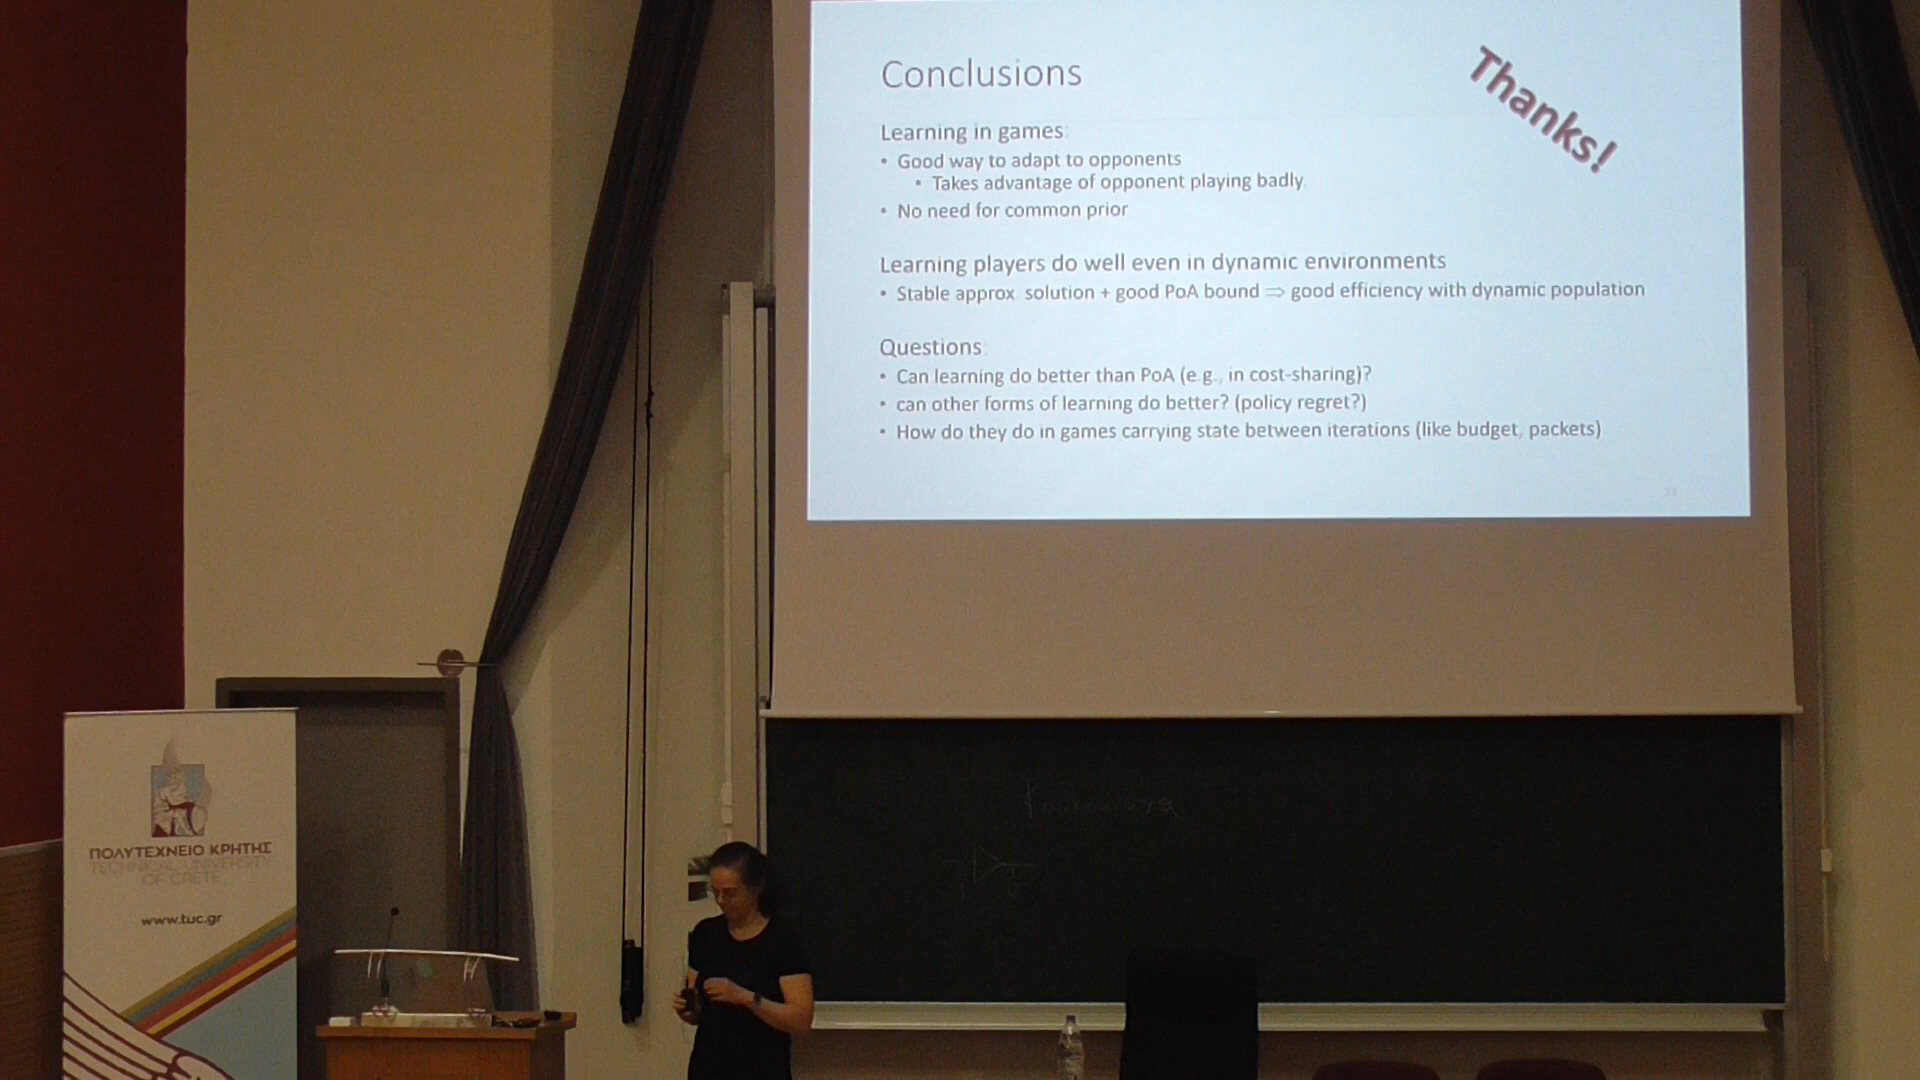 Conclusions
Thanks!
Learning in games:
• Good way to adapt to opponents
• Takes advantage of opponent playing badly.
• No need for common prior
Learning players do well even in dynamic environments
• Stable approx. solution + good PoA bound ⇒ good efficiency with dynamic population
Questions:
• Can learning do better than PoA (e.g., in cost-sharing)?
• can other forms of learning do better? (policy regret?)
• How do they do in games carrying state between iterations (like budget, packets)
33
ΠΟΛΥΤΕΧΝΕΙΟ ΚΡΗΤΗΣ
TECHNICAL UNIVERSITY
OF CRETE
www.tuc.gr